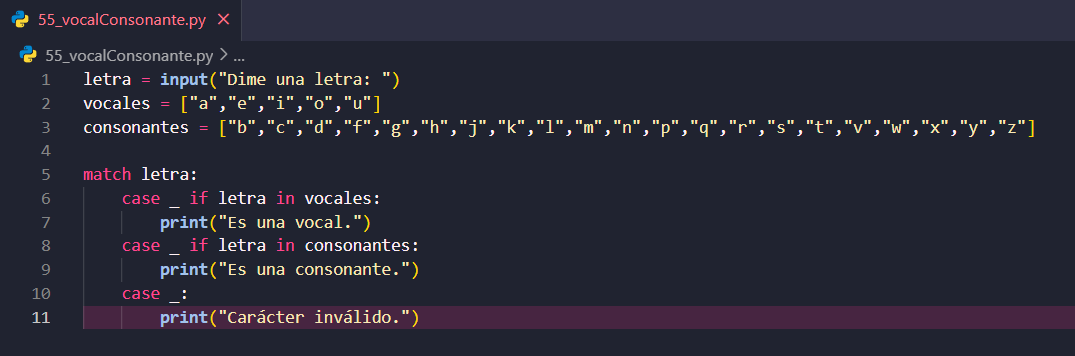 55_vocalConsonante.py ×
55_vocalConsonante.py > ...
1 letra = input("Dime una letra: ")
2 vocales = ["a","e","i","o","u"]
3 consonantes = ["b","c","d","f","g","h","j","k","l","m","n","p","q","r","s","t","v","w","x","y","z"]
4
5 match letra:
6     case _ if letra in vocales:
7         print("Es una vocal.")
8     case _ if letra in consonantes:
9         print("Es una consonante.")
10     case _:
11         print("Carácter inválido.")